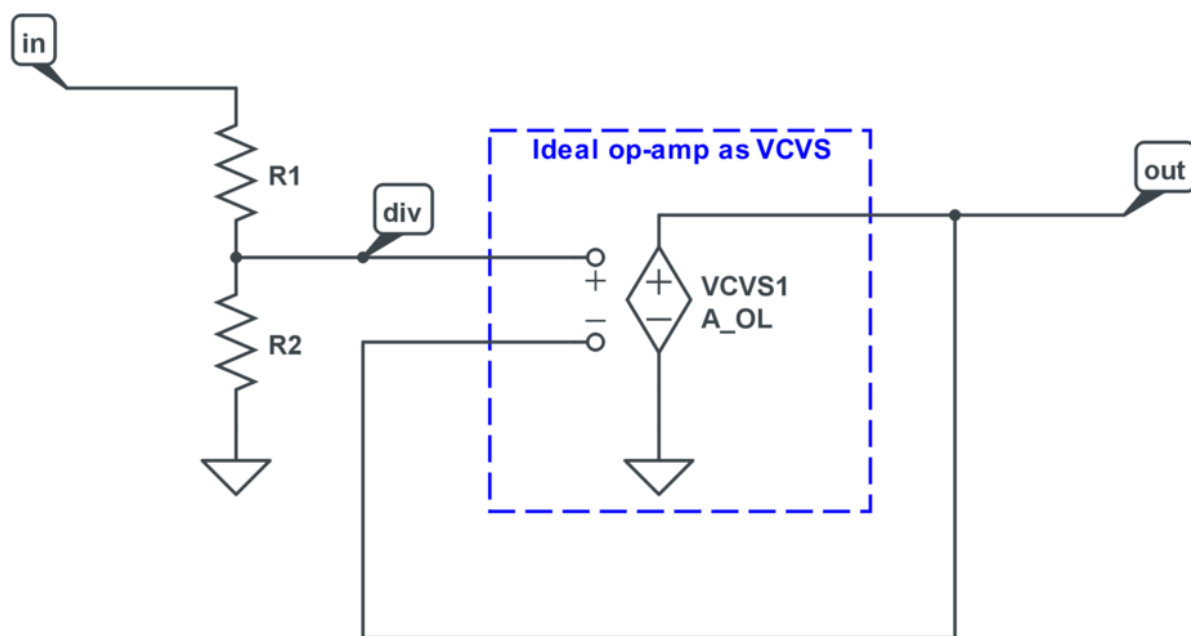 in
Ideal op-amp as VCVS
out
R1
div
+
+
VCVS1
−
−
A_OL
R2